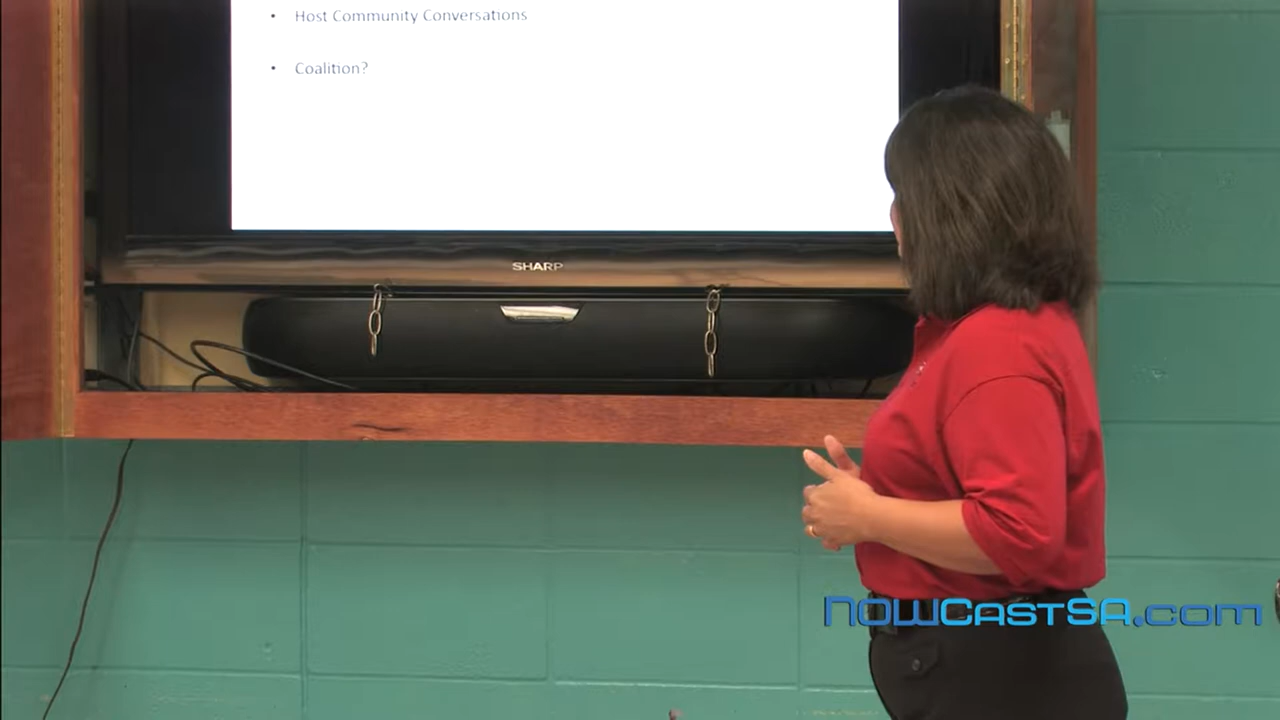 • Host Community Conversations
• Coalition?
SHARP
NOWCastSA.com